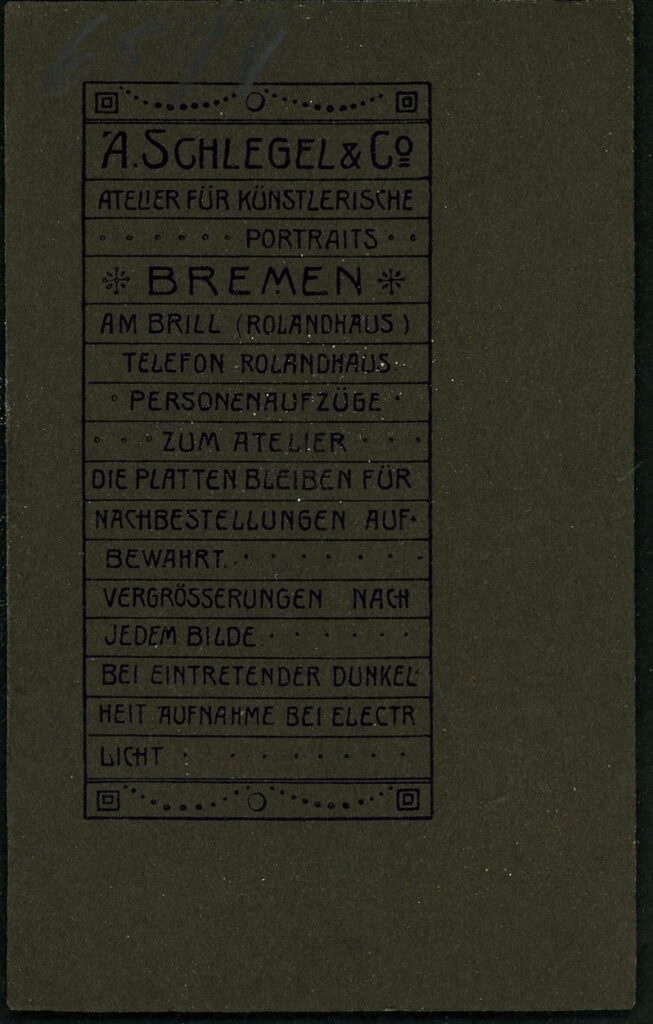 A. SCHLEGEL & Co
ATELIER FÜR KÜNSTLERISCHE
PORTRAITS
BREMEN
AM BRILL (ROLANDHAUS)
TELEFON ROLANDHAUS
PERSONENAUFZÜGE
ZUM ATELIER
DIE PLATTEN BLEIBEN FÜR
NACHBESTELLUNGEN AUF-
BEWAHRT.
VERGRÖSSERUNGEN NACH
JEDEM BILDE
BEI EINTRETENDER DUNKEL-
HEIT AUFNAHME BEI ELECTR
LICHT